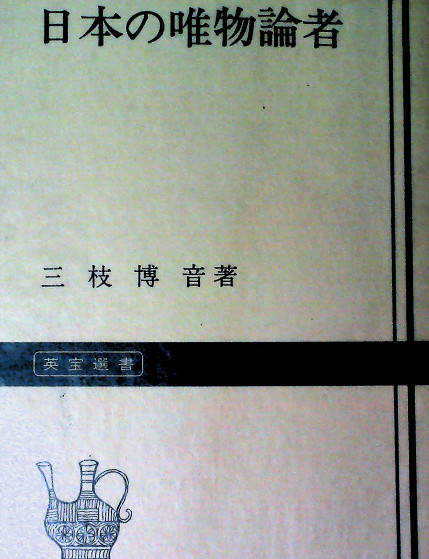 日本の唯物論者
三枝博音著
英宝選書